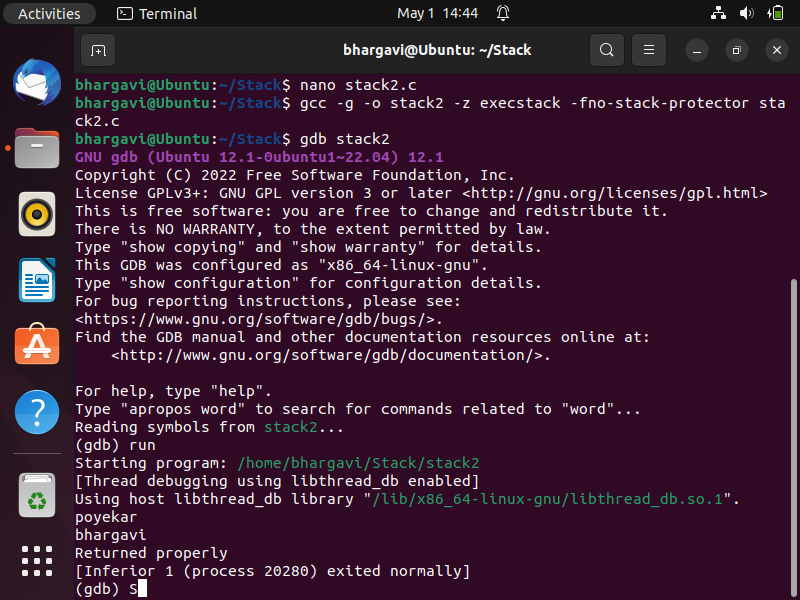 Activities
Terminal
May 1 14:44
bhargavi@Ubuntu: ~/Stack
bhargavi@Ubuntu:~/Stack$ nano stack2.c
bhargavi@Ubuntu:~/Stack$ gcc -g -o stack2 -z execstack -fno-stack-protector sta
ck2.c
bhargavi@Ubuntu:~/Stack$ gdb stack2
GNU gdb (Ubuntu 12.1-0ubuntu1~22.04) 12.1
Copyright (C) 2022 Free Software Foundation, Inc.
License GPLv3+: GNU GPL version 3 or later <http://gnu.org/licenses/gpl.html>
This is free software: you are free to change and redistribute it.
There is NO WARRANTY, to the extent permitted by law.
Type "show copying" and "show warranty" for details.
This GDB was configured as "x86_64-linux-gnu".
Type "show configuration" for configuration details.
For bug reporting instructions, please see:
<https://www.gnu.org/software/gdb/bugs/>.
Find the GDB manual and other documentation resources online at:
    <http://www.gnu.org/software/gdb/documentation/>.

For help, type "help".
Type "apropos word" to search for commands related to "word"...
Reading symbols from stack2...
(gdb) run
Starting program: /home/bhargavi/Stack/stack2
[Thread debugging using libthread_db enabled]
Using host libthread_db library "/lib/x86_64-linux-gnu/libthread_db.so.1".
poyekar
bhargavi
Returned properly
[Inferior 1 (process 20280) exited normally]
(gdb) S